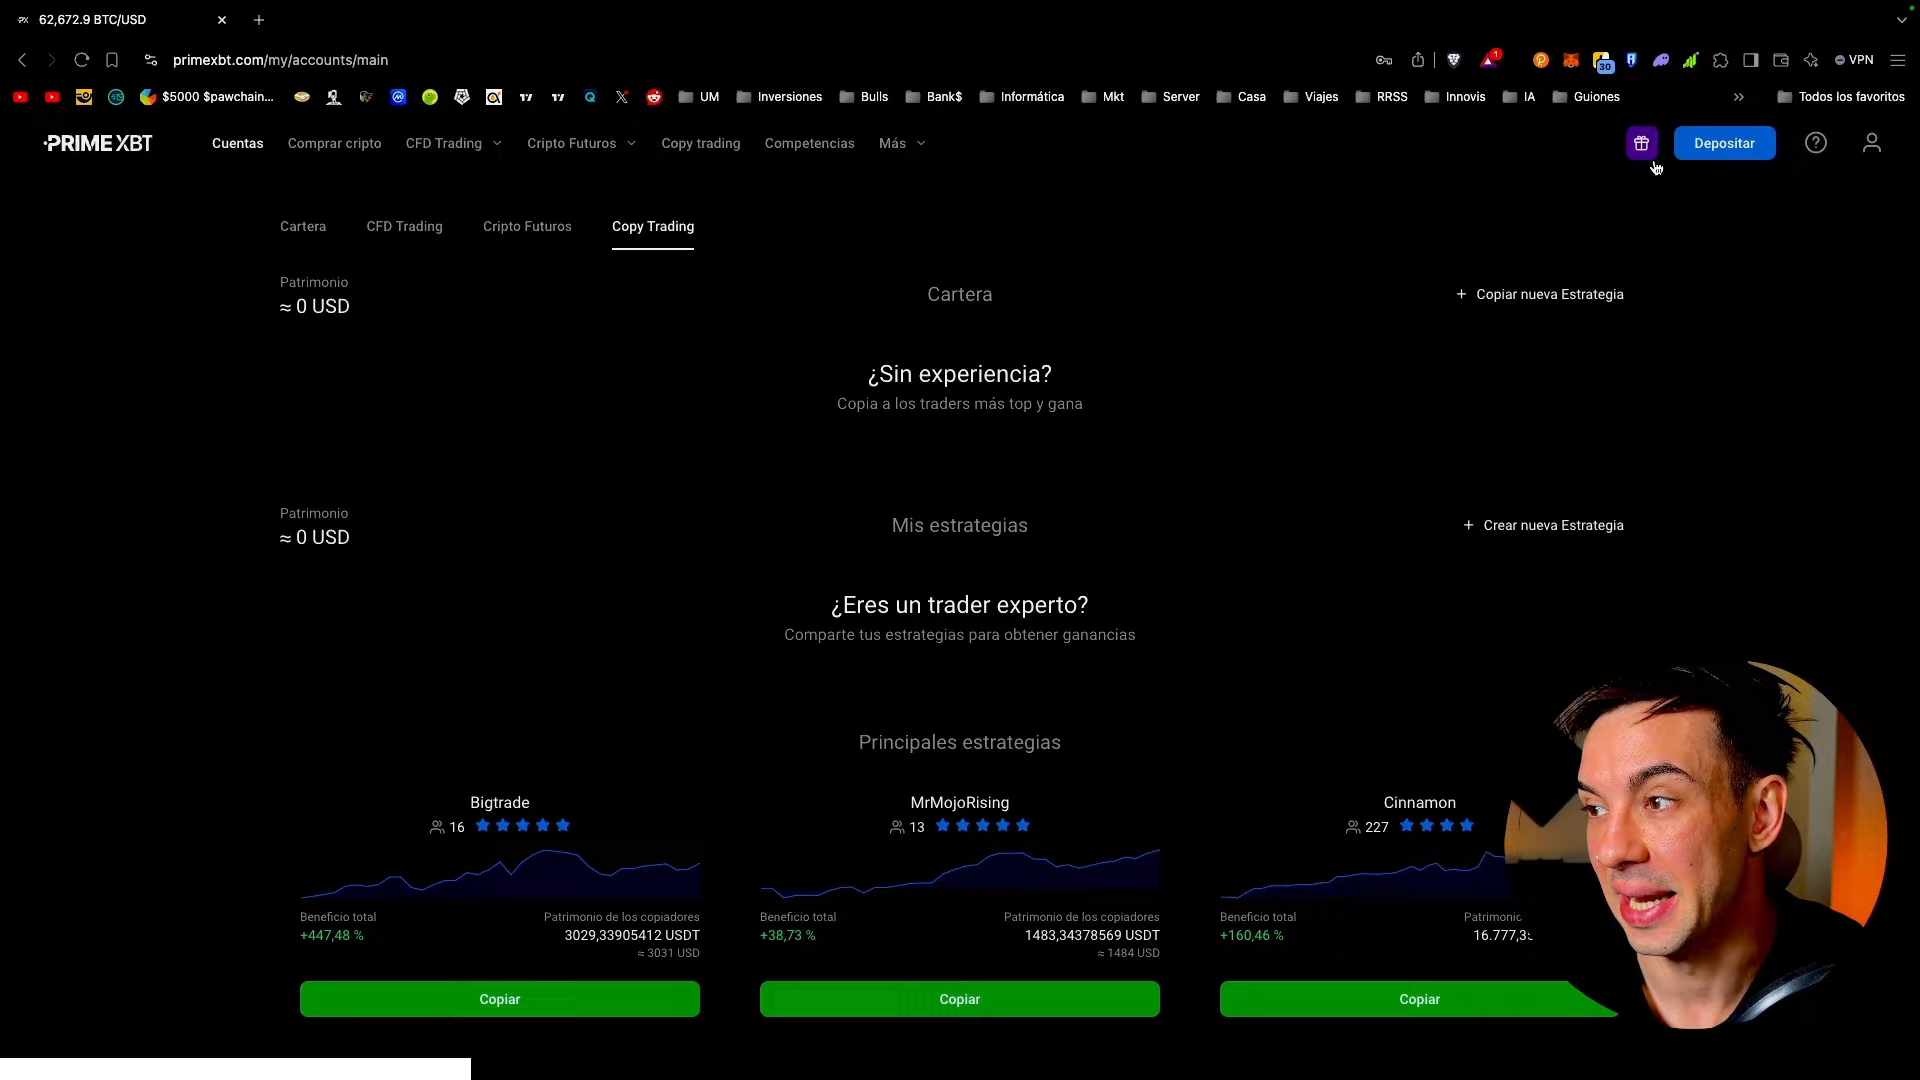 62,672.9 BTC/USD
primexbt.com/my/accounts/main
1
30
VPN
$5000 $pawchain...
UM
Inversiones
Bulls
Bank$
Informática
Mkt
Server
Casa
Viajes
RRSS
Innovis
IA
Guiones
Todos los favoritos
PRIME XBT
Cuentas
Comprar cripto
CFD Trading
Cripto Futuros
Copy trading
Competencias
Más
Depositar
Cartera
CFD Trading
Cripto Futuros
Copy Trading
Patrimonio
≈ 0 USD
Cartera
+ Copiar nueva Estrategia
¿Sin experiencia?
Copia a los traders más top y gana
Patrimonio
≈ 0 USD
Mis estrategias
+ Crear nueva Estrategia
¿Eres un trader experto?
Comparte tus estrategias para obtener ganancias
Principales estrategias
Bigtrade
16
Beneficio total
+447,48 %
Patrimonio de los copiadores
3029,33905412 USDT
≈ 3031 USD
Copiar
MrMojoRising
13
Beneficio total
+38,73 %
Patrimonio de los copiadores
1483,34378569 USDT
≈ 1484 USD
Copiar
Cinnamon
227
Beneficio total
+160,46 %
Patrimonio
16.777,3
Copiar